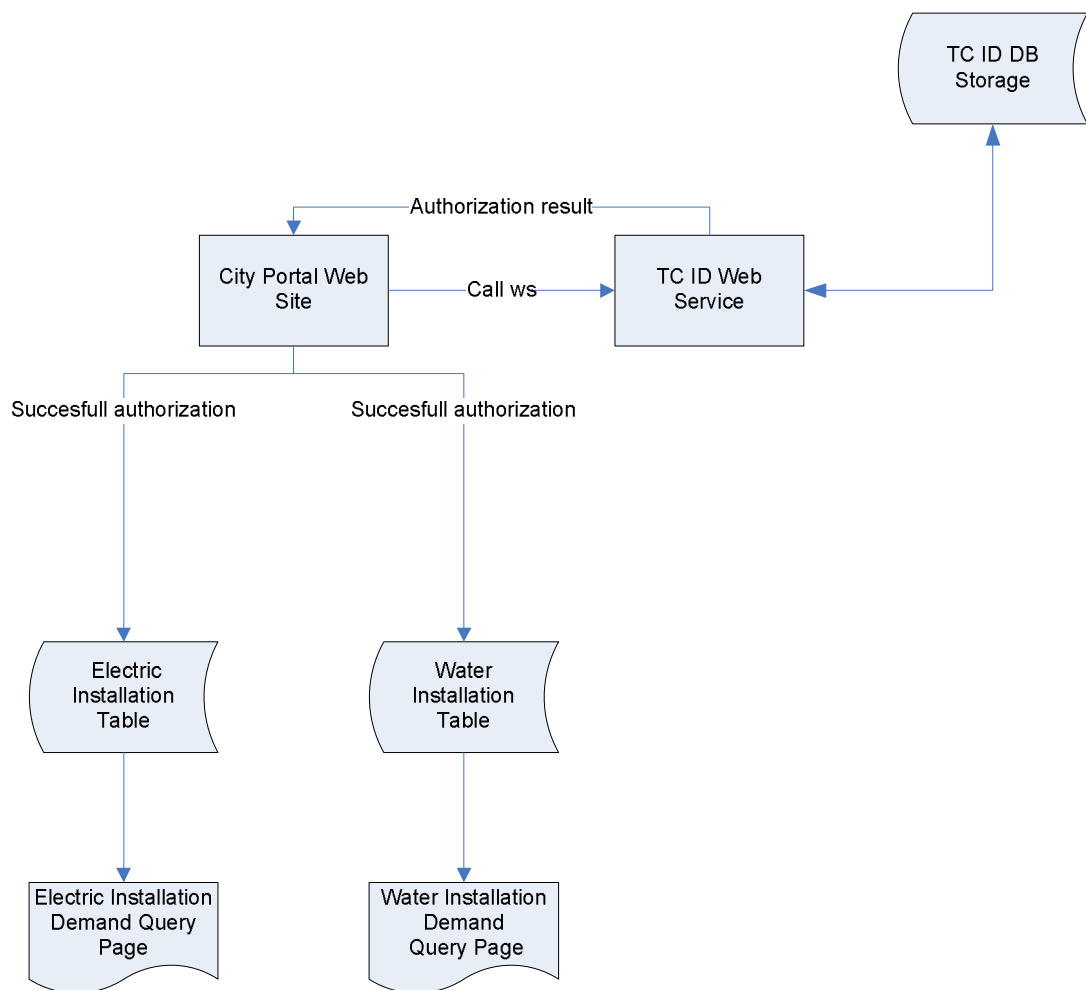 TC ID DB
Storage
Authorization result
City Portal Web
Site
Call ws
TC ID Web
Service
Succesfull authorization
Succesfull authorization
Electric
Installation
Table
Water
Installation
Table
Electric Installation
Demand Query
Page
Water Installation
Demand
Query Page